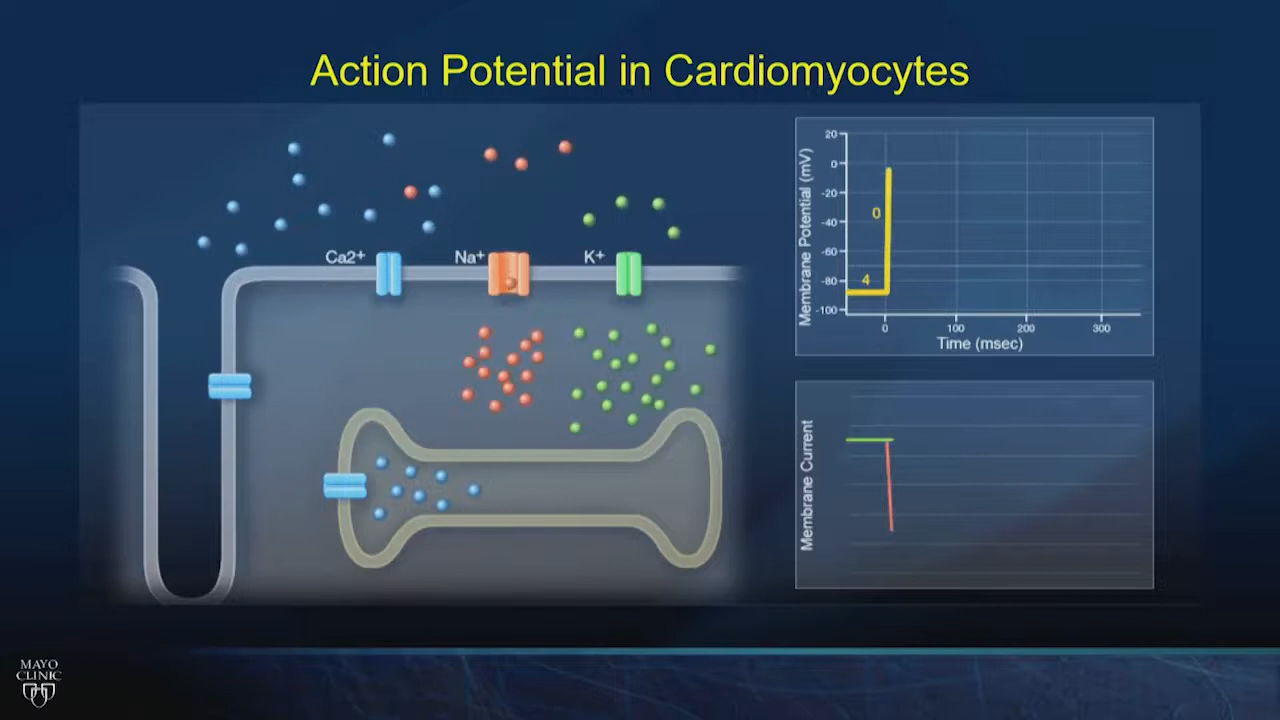 Action Potential in Cardiomyocytes
Ca2+
Na⁺
K⁺
Membrane Potential (mV)
20
0
-20
-40
-60
-80
-100
0
4
0
100
200
300
Time (msec)
Membrane Current
MAYO
CLINIC